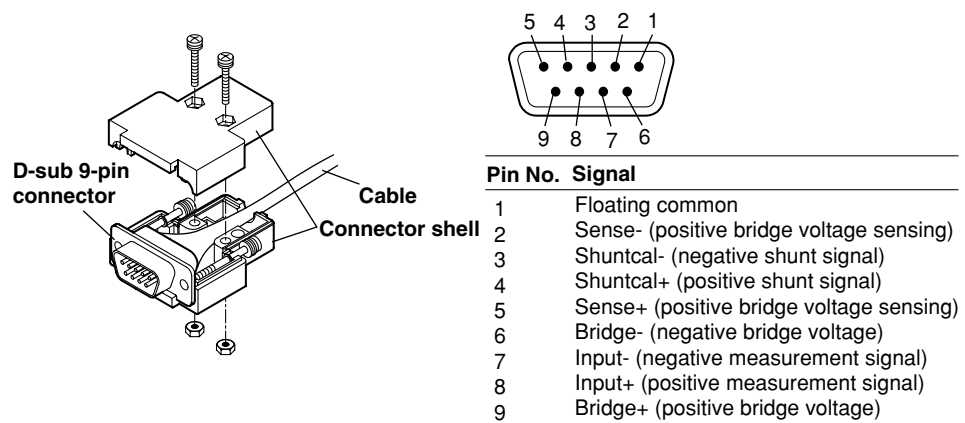 5 4 3 2 1
9 8 7 6
D-sub 9-pin
connector
Cable
Connector shell
Pin No. Signal
1 Floating common
2 Sense- (positive bridge voltage sensing)
3 Shuntcal- (negative shunt signal)
4 Shuntcal+ (positive shunt signal)
5 Sense+ (positive bridge voltage sensing)
6 Bridge- (negative bridge voltage)
7 Input- (negative measurement signal)
8 Input+ (positive measurement signal)
9 Bridge+ (positive bridge voltage)